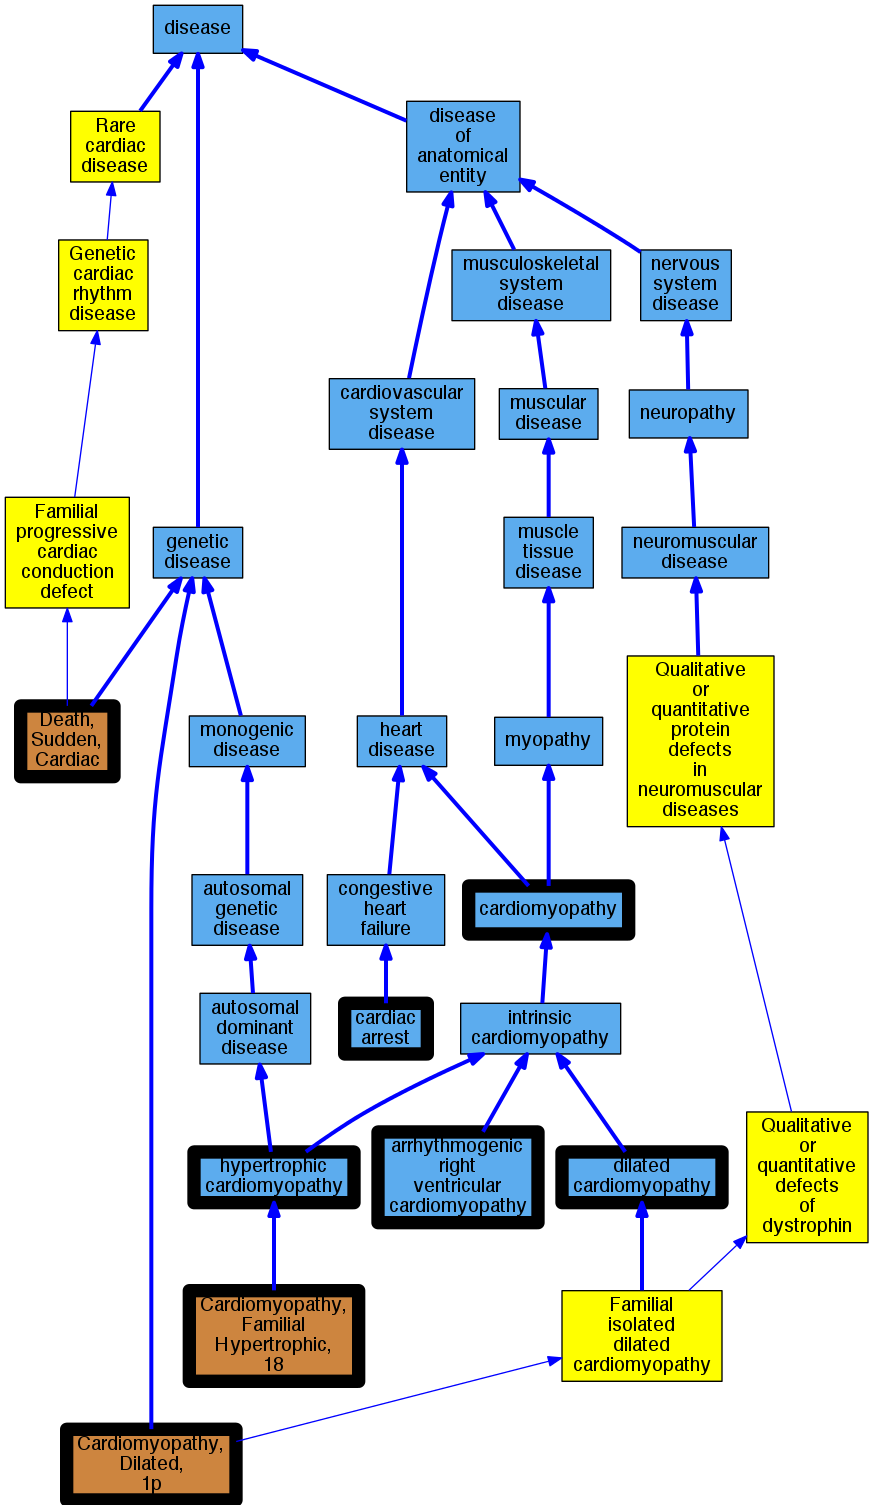 disease
Rare
cardiac
disease
disease
of
anatomical
entity
Genetic
cardiac
rhythm
disease
musculoskeletal
system
disease
nervous
system
disease
cardiovascular
system
disease
muscular
disease
neuropathy
Familial
progressive
cardiac
conduction
defect
genetic
disease
muscle
tissue
disease
neuromuscular
disease
Qualitative
or
quantitative
protein
defects
in
neuromuscular
diseases
Death,
Sudden,
Cardiac
monogenic
disease
heart
disease
myopathy
autosomal
genetic
disease
congestive
heart
failure
cardiomyopathy
autosomal
dominant
disease
cardiac
arrest
intrinsic
cardiomyopathy
Qualitative
or
quantitative
defects
of
dystrophin
hypertrophic
cardiomyopathy
arrhythmogenic
right
ventricular
cardiomyopathy
dilated
cardiomyopathy
Cardiomyopathy,
Familial
Hypertrophic,
18
Familial
isolated
dilated
cardiomyopathy
Cardiomyopathy,
Dilated,
1p